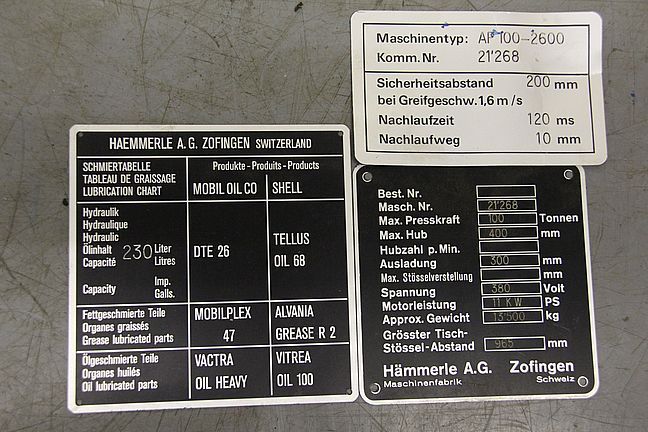 Maschinentyp: AP 100-2600
Komm. Nr. 21'268
Sicherheitsabstand 200 mm
bei Greifgeschw. 1,6 m/s
Nachlaufzeit 120 ms
Nachlaufweg 10 mm
HAEMMERLE A.G. ZOFINGEN SWITZERLAND
SCHMIERTABELLE
TABLEAU DE GRAISSAGE
LUBRICATION CHART
Produkte - Produits - Products
MOBIL OIL CO SHELL
Hydraulik
Hydraulique
Hydraulic
Ölinhalt 230 Liter
Capacité Litres
Capacity Imp. Galls.
DTE 26
TELLUS
OIL 68
Fettgeschmierte Teile
Organes graissés
Grease lubricated parts
MOBILPLEX
47
ALVANIA
GREASE R 2
Ölgeschmierte Teile
Organes huilés
Oil lubricated parts
VACTRA
OIL HEAVY
VITREA
OIL 100
Best. Nr.
Masch. Nr. 21'268
Max. Presskraft 100 Tonnen
Max. Hub 400 mm
Hubzahl p. Min.
Ausladung 300 mm
Max. Stösselverstellung mm
Spannung 380 Volt
Motorleistung 11 KW PS
Approx. Gewicht 13'500 kg
Grösster Tisch-
Stössel-Abstand 965 mm
Hämmerle A.G. Zofingen
Maschinenfabrik Schweiz